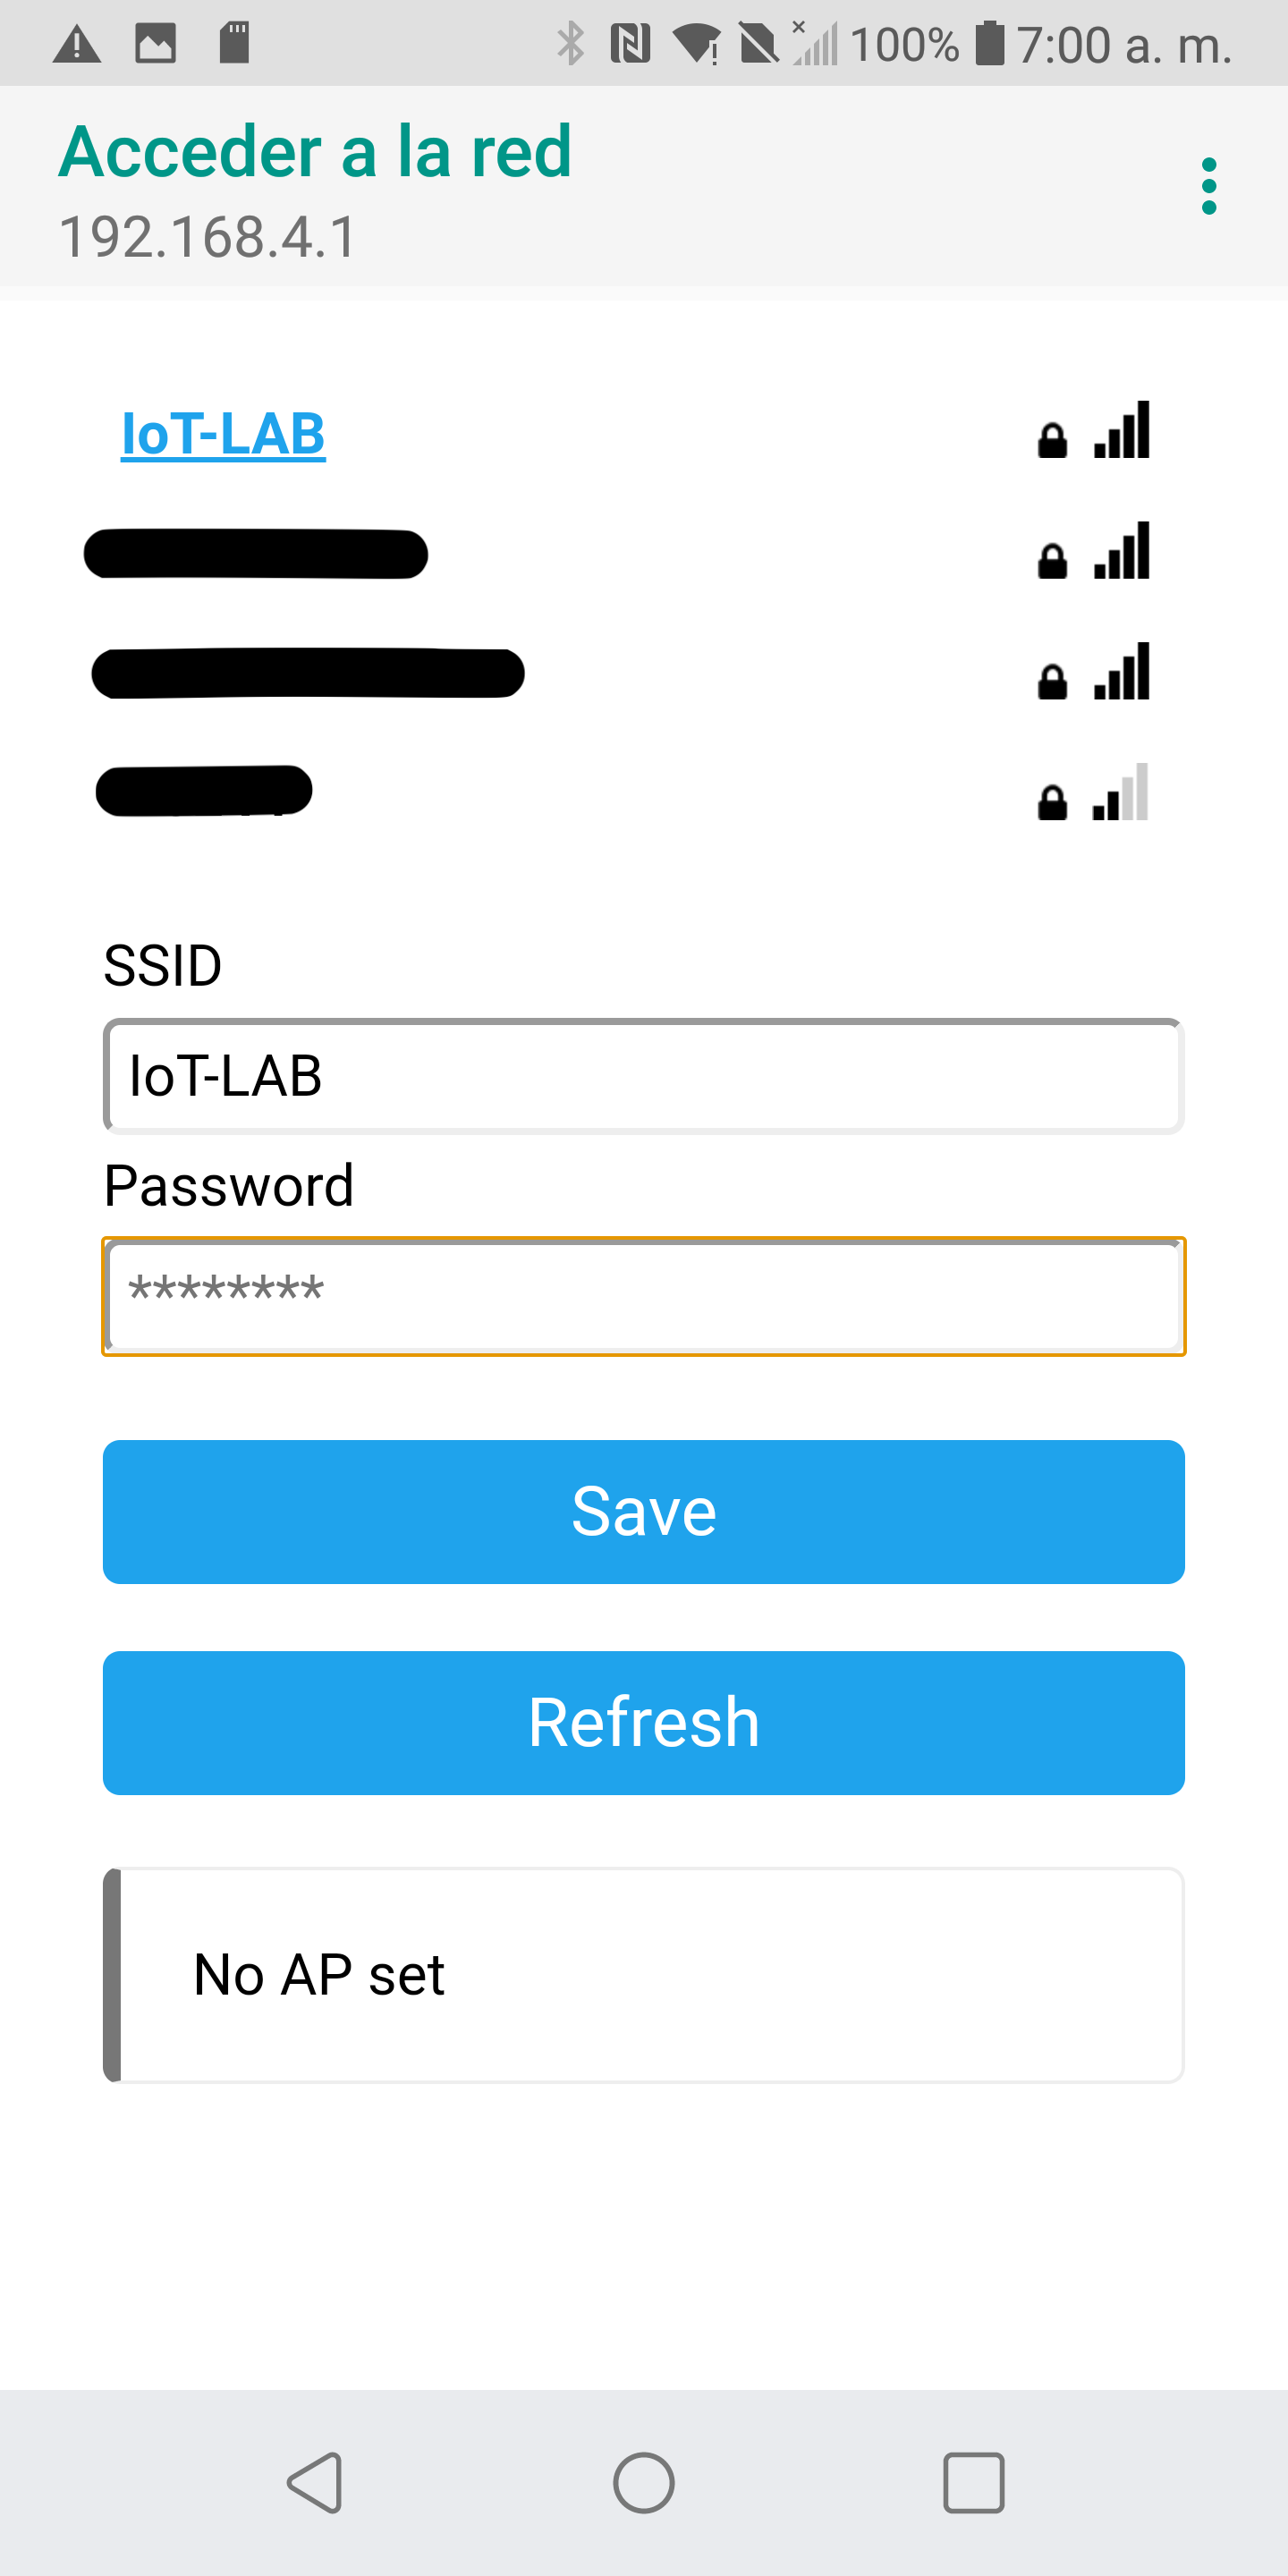 100% 7:00 a. m.
Acceder a la red
192.168.4.1
IoT-LAB
SSID
IoT-LAB
Password
********
Save
Refresh
No AP set